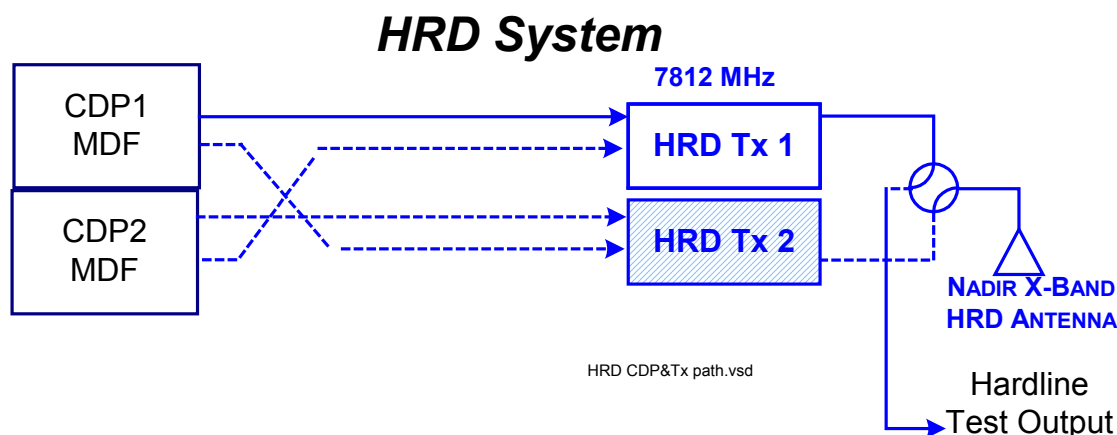 HRD System
CDP1
MDF
CDP2
MDF
7812 MHz
HRD Tx 1
HRD Tx 2
NADIR X-BAND
HRD ANTENNA
HRD CDP&Tx path.vsd
Hardline
Test Output